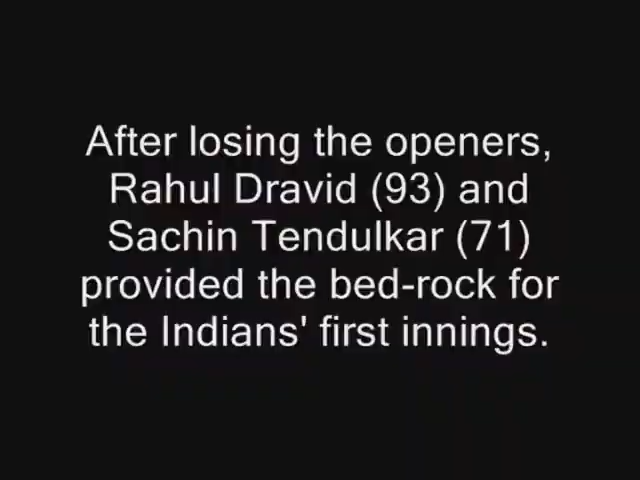 After losing the openers,
Rahul Dravid (93) and
Sachin Tendulkar (71)
provided the bed-rock for
the Indians' first innings.